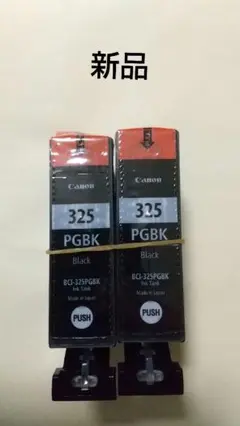 新品
Canon
325
PGBK
Black
BCI-325PGBK
Ink Tank
Made in Japan
PUSH
Canon
325
PGBK
Black
BCI-325PGBK
Ink Tank
Made in Japan
PUSH